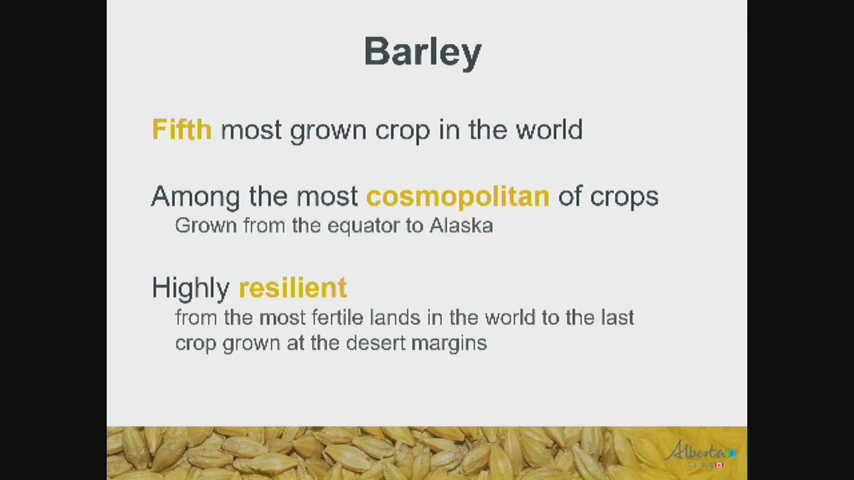 Barley
Fifth most grown crop in the world
Among the most cosmopolitan of crops
Grown from the equator to Alaska
Highly resilient
from the most fertile lands in the world to the last
crop grown at the desert margins
Alberta